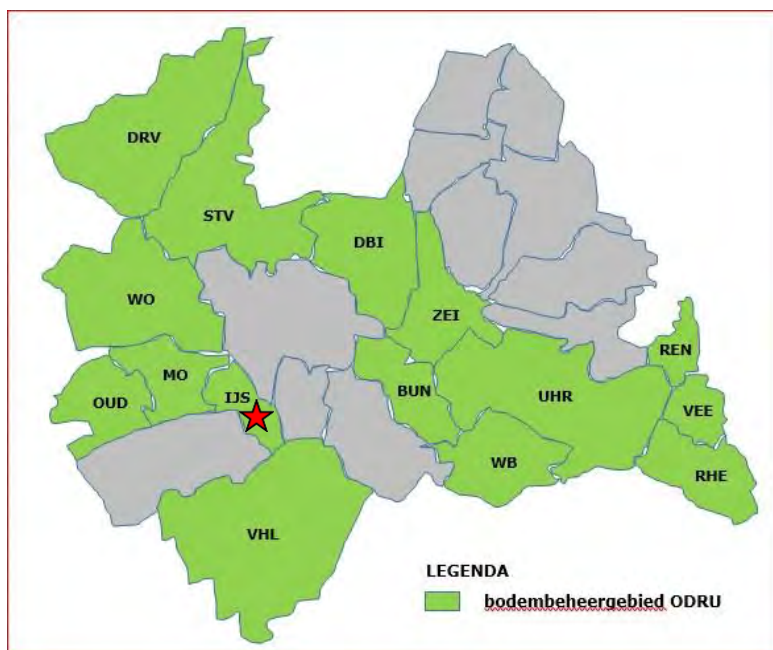 DRV
STV
DBI
WO
ZEI
REN
MO
IJS
OUD
BUN
UHR
VEE
WB
RHE
VHL
LEGENDA
bodembeheergebied ODRU